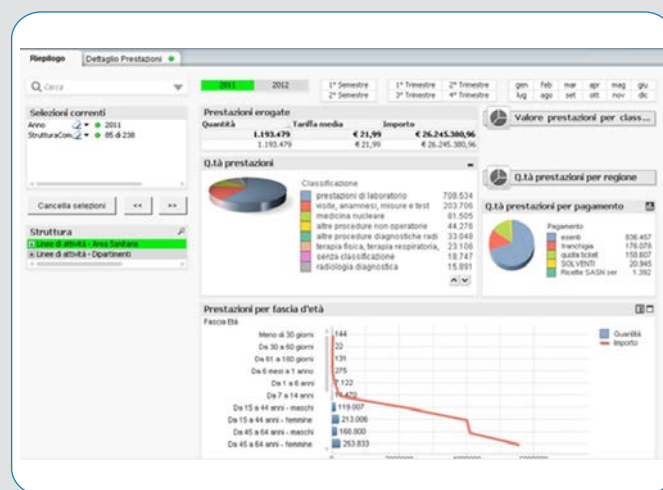 Riepilogo Dettaglio Prestazioni
Cerca
2011 2012
1° Semestre
2° Semestre
1° Trimestre 2° Trimestre
3° Trimestre 4° Trimestre
gen feb mar apr mag giu
lug ago set ott nov dic
Selezioni correnti
Anno 2011
StrutturaCom 85 di 238
Cancella selezioni << >>
Struttura
Linee di attività - Area Sanitaria
Linee di attività - Dipartimenti
Prestazioni erogate
Quantità Tariffa media Importo
1.193.479 € 21,99 € 26.245.380,96
1.193.479 € 21,99 € 26.245.380,96
Q.tà prestazioni
Classificazione
prestazioni di laboratorio 708.534
visite, anamnesi, misure e test 203.706
medicina nucleare 81.505
altre procedure non operatorie 44.276
altre procedure diagnostiche radi 33.048
terapia fisica, terapia respiratoria, 23.106
senza classificazione 18.747
radiologia diagnostica 15.891
Valore prestazioni per class...
Q.tà prestazioni per regione
Q.tà prestazioni per pagamento
Pagamento
esenti 836.457
franchigia 176.078
quota ticket 158.807
SOLVENTI 20.945
Ricette SASN ser 1.392
Prestazioni per fascia d'età
Fascia Età
Meno di 30 giorni 144
Da 30 a 60 giorni 22
Da 61 a 180 giorni 131
Da 6 mesi a 1 anno 275
Da 1 a 6 anni 7.122
Da 7 a 14 anni
Da 15 a 44 anni - maschi 119.007
Da 15 a 44 anni - femmine 213.006
Da 45 a 64 anni - maschi 168.800
Da 45 a 64 anni - femmine 263.833
Quantità
Importo